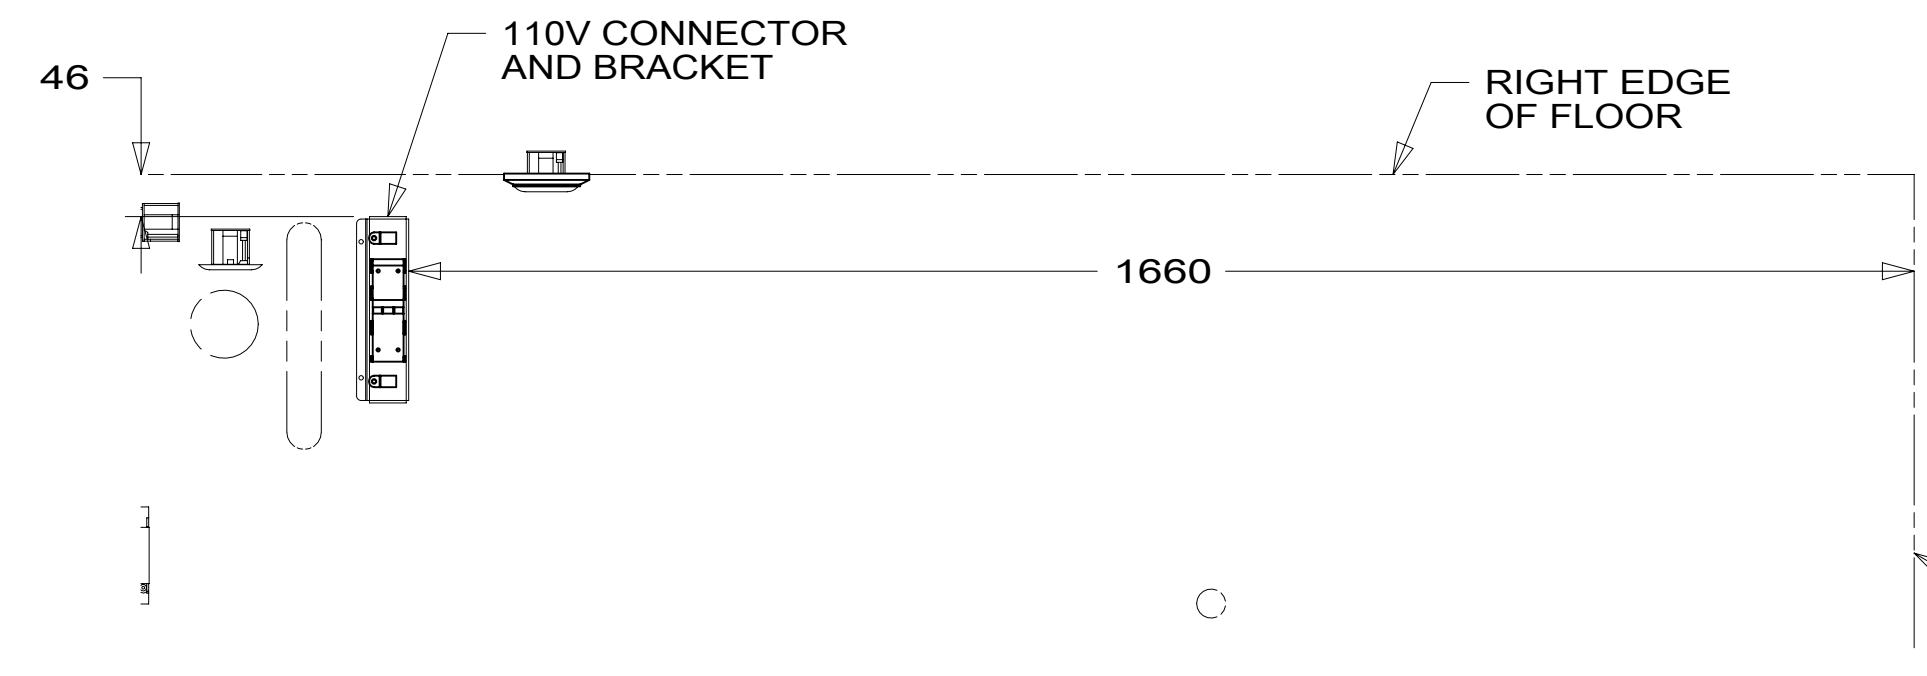 110V CONNECTOR
AND BRACKET
46
RIGHT EDGE
OF FLOOR
1660